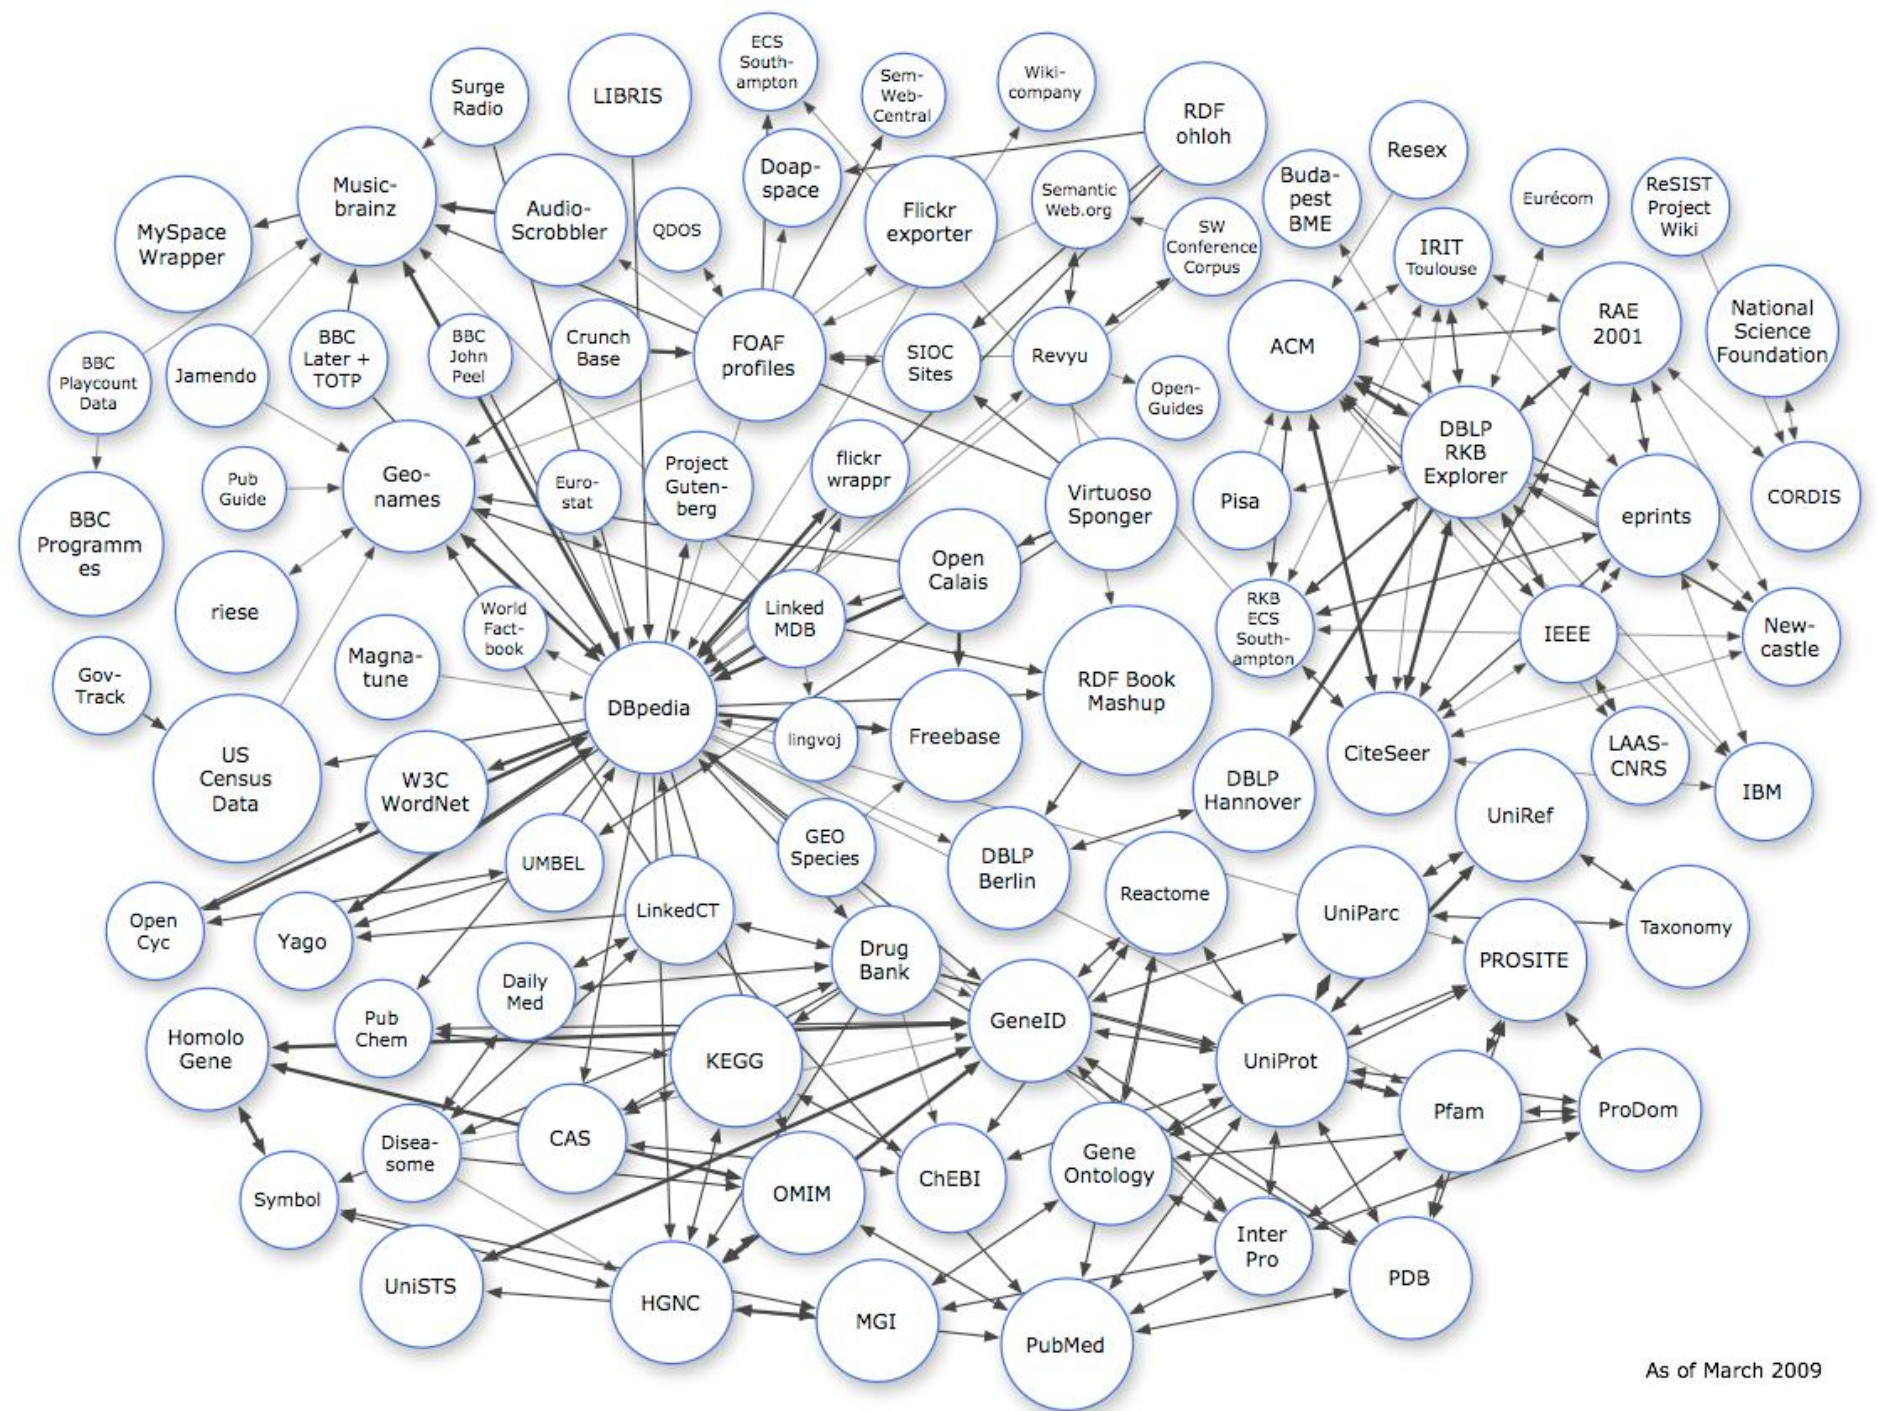 ECS
South-
ampton
Surge
Radio
LIBRIS
Sem-
Web-
Central
Wiki-
company
RDF
ohloh
Resex
Music-
brainz
Audio-
Scrobbler
Doap-
space
Flickr
exporter
Semantic
Web.org
Buda-
pest
BME
Eurécom
ReSIST
Project
Wiki
MySpace
Wrapper
QDOS
SW
Conference
Corpus
IRIT
Toulouse
RAE
2001
National
Science
Foundation
BBC
Playcount
Data
Jamendo
BBC
Later +
TOTP
BBC
John
Peel
Crunch
Base
FOAF
profiles
SIOC
Sites
Revyu
Open-
Guides
ACM
DBLP
RKB
Explorer
Pub
Guide
Geo-
names
Euro-
stat
Project
Guten-
berg
flickr
wrappr
Virtuoso
Sponger
Pisa
eprints
CORDIS
BBC
Programm
es
riese
World
Fact-
book
Linked
MDB
Open
Calais
RKB
ECS
South-
ampton
IEEE
New-
castle
Gov-
Track
Magna-
tune
DBpedia
RDF Book
Mashup
US
Census
Data
W3C
WordNet
lingvoj
Freebase
DBLP
Hannover
CiteSeer
LAAS-
CNRS
IBM
UniRef
UMBEL
GEO
Species
DBLP
Berlin
Reactome
UniParc
Taxonomy
Open
Cyc
Yago
LinkedCT
Drug
Bank
PROSITE
Daily
Med
Homolo
Gene
Pub
Chem
KEGG
GeneID
UniProt
Pfam
ProDom
Disea-
some
CAS
OMIM
ChEBI
Gene
Ontology
Symbol
UniSTS
HGNC
MGI
PubMed
Inter
Pro
PDB
As of March 2009